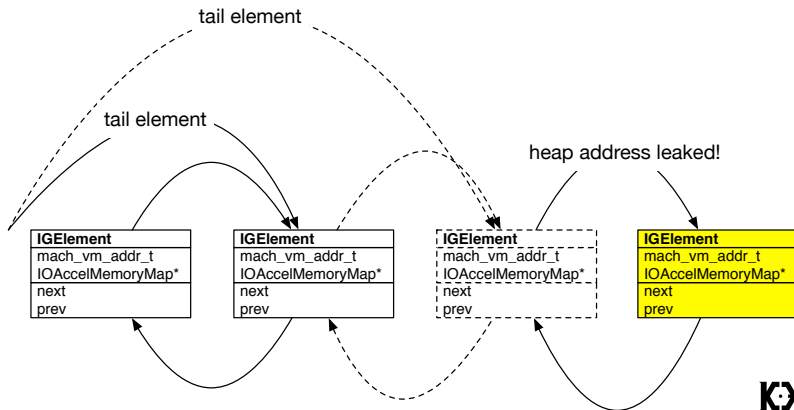 tail element
tail element
heap address leaked!
IGElement
mach_vm_addr_t
IOAccelMemoryMap*
next
prev
IGElement
mach_vm_addr_t
IOAccelMemoryMap*
next
prev
IGElement
mach_vm_addr_t
IOAccelMemoryMap*
next
prev
IGElement
mach_vm_addr_t
IOAccelMemoryMap*
next
prev